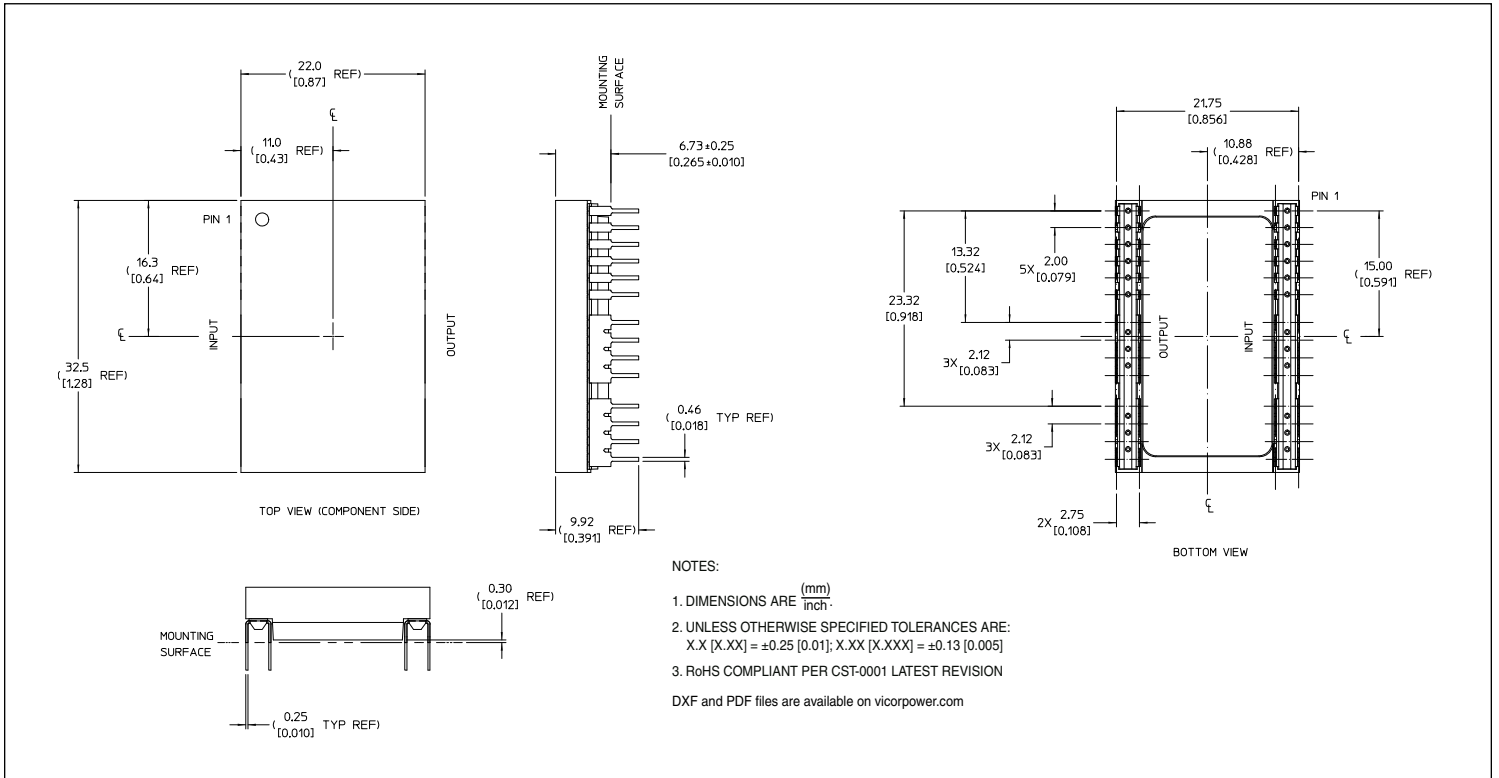 22.0
( [0.87] REF)
℄
11.0
( [0.43] REF)
PIN 1
16.3
( [0.64] REF)
℄
INPUT
OUTPUT
32.5
( [1.28] REF)
TOP VIEW (COMPONENT SIDE)
MOUNTING
SURFACE
6.73±0.25
[0.265±0.010]
0.46
( [0.018] TYP REF)
9.92
( [0.391] REF)
21.75
[0.856]
10.88
( [0.428] REF)
PIN 1
13.32
[0.524]
5X 2.00
[0.079]
15.00
( [0.591] REF)
23.32
[0.918]
OUTPUT
INPUT
℄
3X 2.12
[0.083]
3X 2.12
[0.083]
2X 2.75
[0.108]
℄
BOTTOM VIEW
0.30
( [0.012] REF)
MOUNTING
SURFACE
0.25
( [0.010] TYP REF)
NOTES:
1. DIMENSIONS ARE (mm)
inch.
2. UNLESS OTHERWISE SPECIFIED TOLERANCES ARE:
X.X [X.XX] = ±0.25 [0.01]; X.XX [X.XXX] = ±0.13 [0.005]
3. RoHS COMPLIANT PER CST-0001 LATEST REVISION
DXF and PDF files are available on vicorpower.com